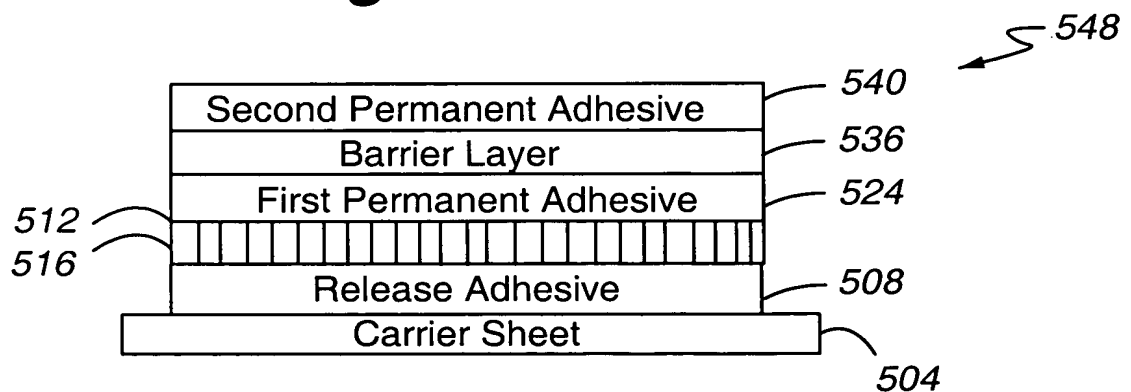 548
Second Permanent Adhesive 540
Barrier Layer 536
First Permanent Adhesive 524
512
516
Release Adhesive 508
Carrier Sheet 504